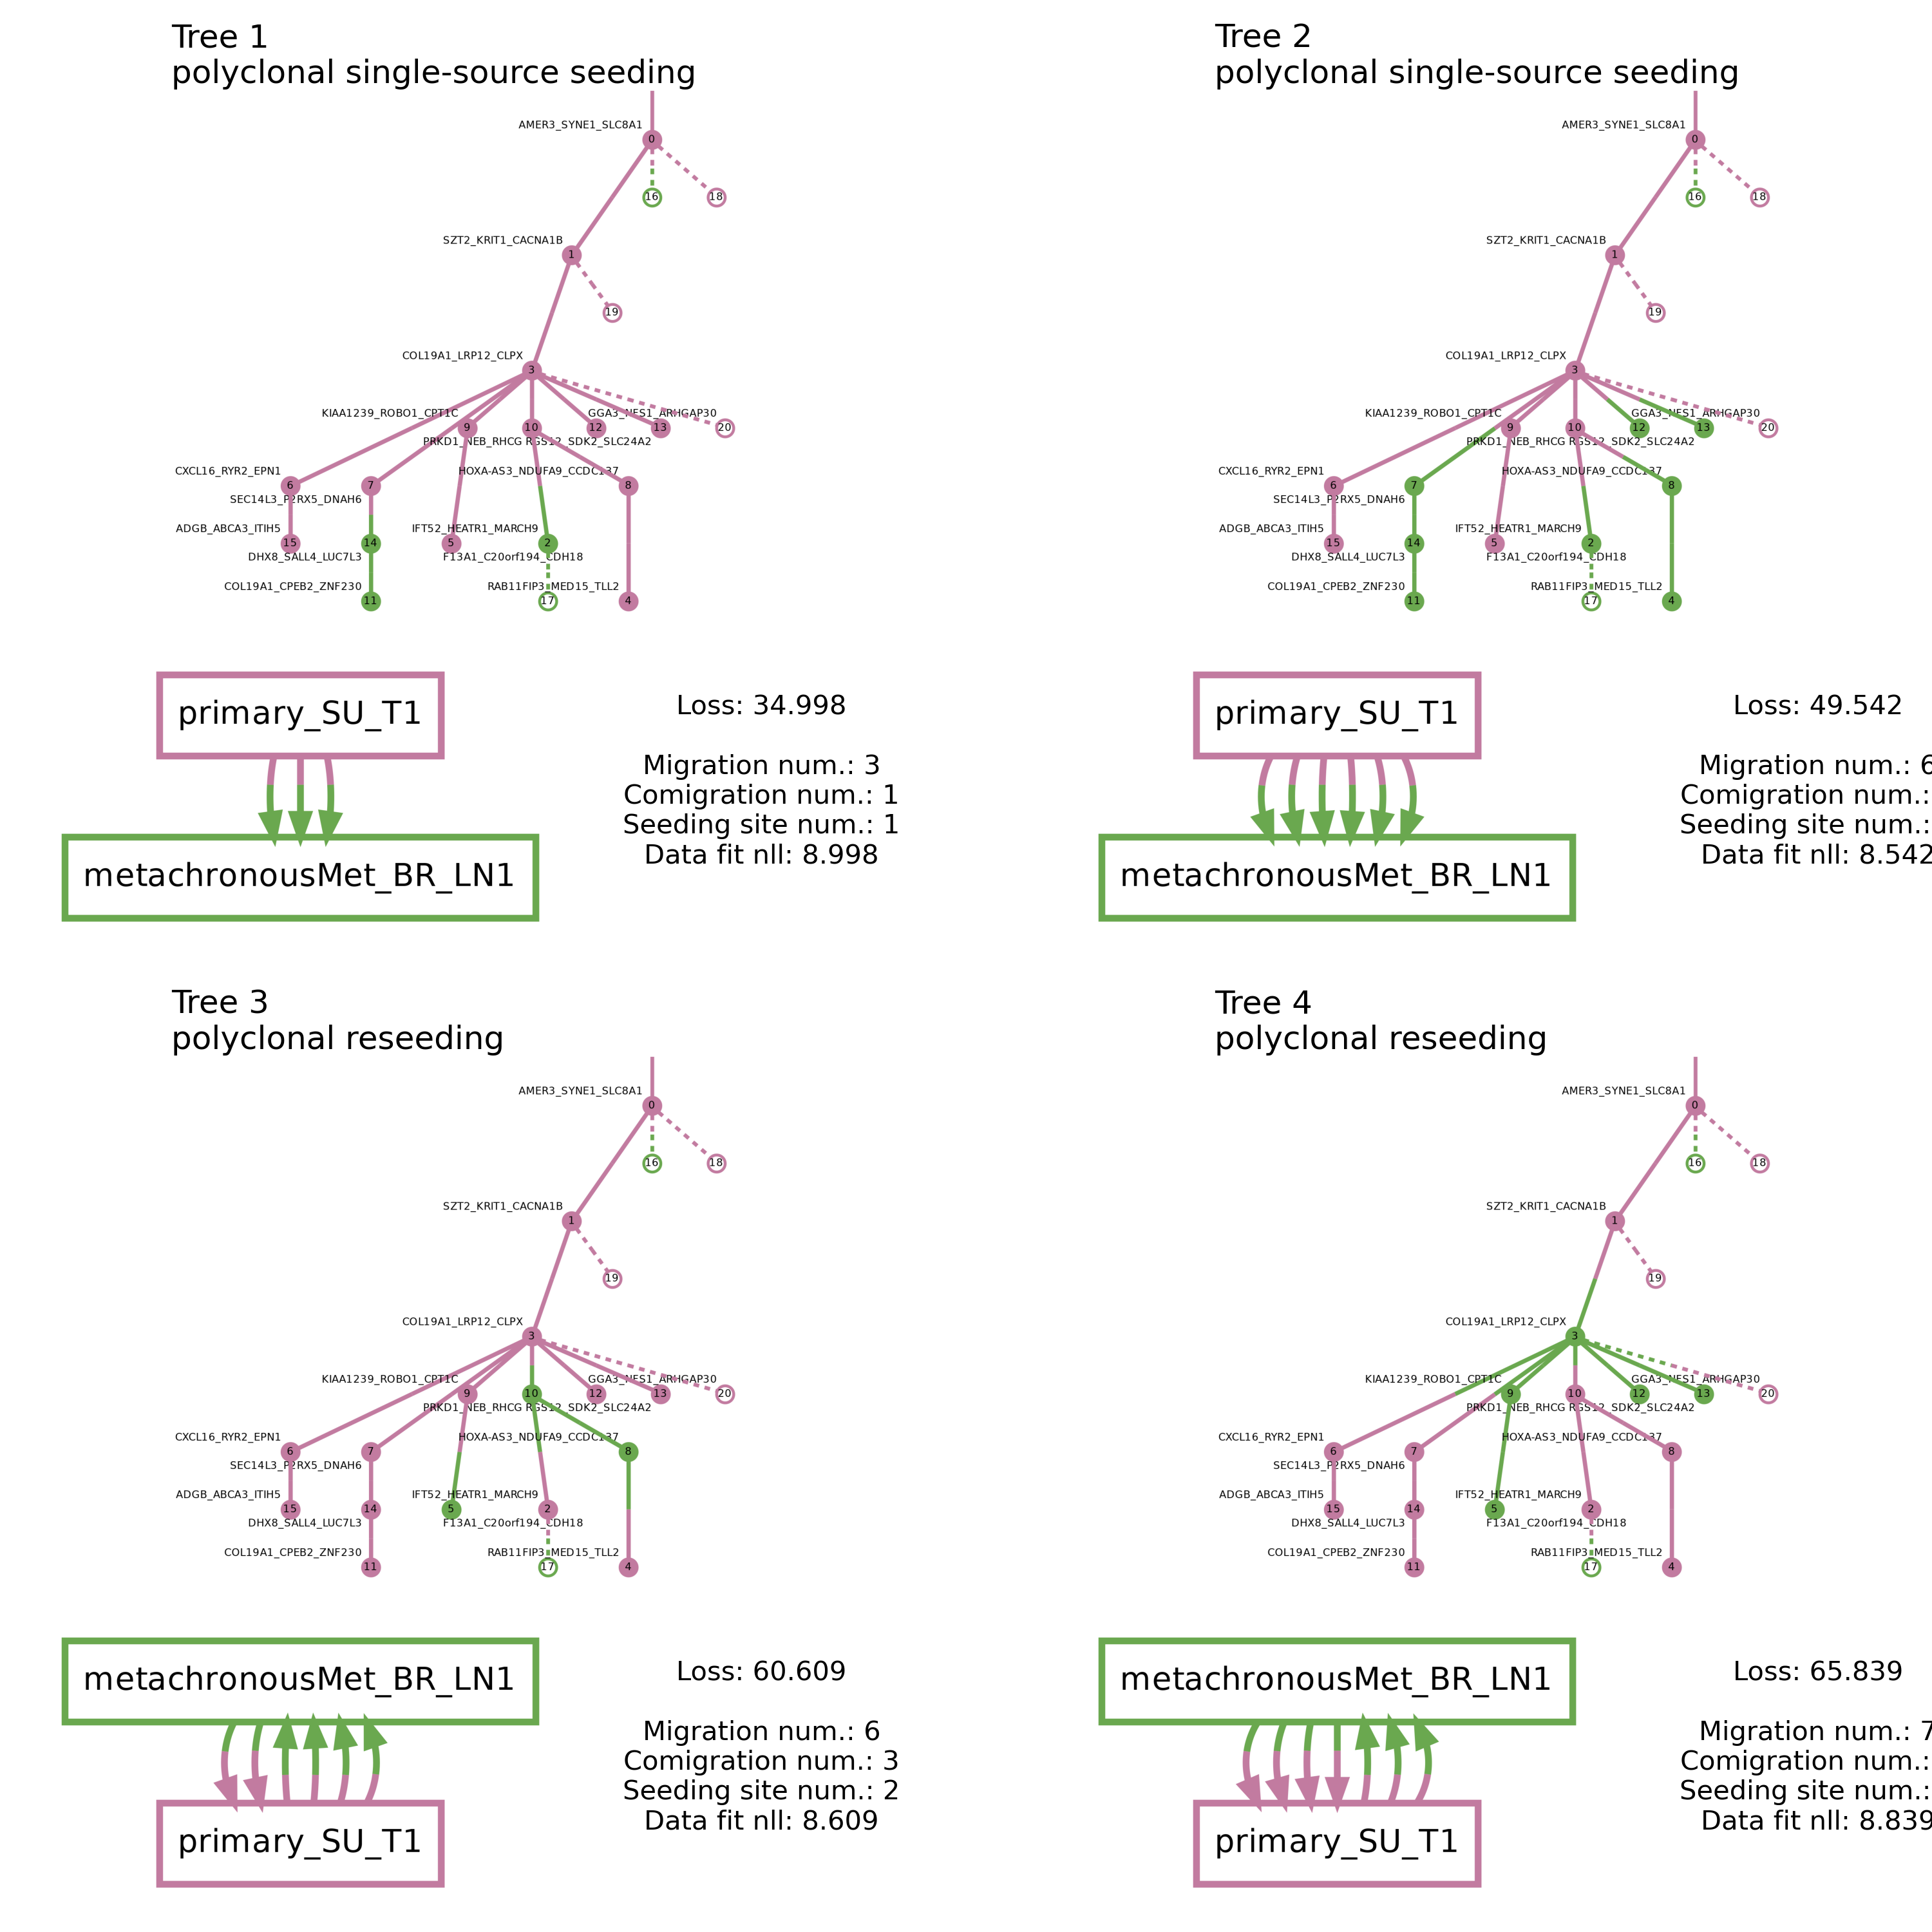 Tree 1
polyclonal single-source seeding
AMER3_SYNE1_SLC8A1
0
16
18
SZT2_KRIT1_CACNA1B
1
19
COL19A1_LRP12_CLPX
3
KIAA1239_ROBO1_CPT1C
GGA3_NES1_ARHGAP30
9
10
12
13
20
PRKD1_NEB_RHCG
RGS12_SDK2_SLC24A2
CXCL16_RYR2_EPN1
HOXA-AS3_NDUFA9_CCDC137
6
7
8
SEC14L3_P2RX5_DNAH6
ADGB_ABCA3_ITIH5
IFT52_HEATR1_MARCH9
15
14
5
2
DHX8_SALL4_LUC7L3
F13A1_C20orf194_CDH18
COL19A1_CPEB2_ZNF230
RAB11FIP3_MED15_TLL2
11
17
4
primary_SU_T1
metachronousMet_BR_LN1
Loss: 34.998
Migration num.: 3
Comigration num.: 1
Seeding site num.: 1
Data fit nll: 8.998
Tree 2
polyclonal single-source seeding
AMER3_SYNE1_SLC8A1
0
16
18
SZT2_KRIT1_CACNA1B
1
19
COL19A1_LRP12_CLPX
3
KIAA1239_ROBO1_CPT1C
GGA3_NES1_ARHGAP30
9
10
12
13
20
PRKD1_NEB_RHCG
RGS12_SDK2_SLC24A2
CXCL16_RYR2_EPN1
HOXA-AS3_NDUFA9_CCDC137
6
7
8
SEC14L3_P2RX5_DNAH6
ADGB_ABCA3_ITIH5
IFT52_HEATR1_MARCH9
15
14
5
2
DHX8_SALL4_LUC7L3
F13A1_C20orf194_CDH18
COL19A1_CPEB2_ZNF230
RAB11FIP3_MED15_TLL2
11
17
4
primary_SU_T1
metachronousMet_BR_LN1
Loss: 49.542
Migration num.: 6
Comigration num.:
Seeding site num.:
Data fit nll: 8.542
Tree 3
polyclonal reseeding
AMER3_SYNE1_SLC8A1
0
16
18
SZT2_KRIT1_CACNA1B
1
19
COL19A1_LRP12_CLPX
3
KIAA1239_ROBO1_CPT1C
GGA3_NES1_ARHGAP30
9
10
12
13
20
PRKD1_NEB_RHCG
RGS12_SDK2_SLC24A2
CXCL16_RYR2_EPN1
HOXA-AS3_NDUFA9_CCDC137
6
7
8
SEC14L3_P2RX5_DNAH6
ADGB_ABCA3_ITIH5
IFT52_HEATR1_MARCH9
15
14
5
2
DHX8_SALL4_LUC7L3
F13A1_C20orf194_CDH18
COL19A1_CPEB2_ZNF230
RAB11FIP3_MED15_TLL2
11
17
4
metachronousMet_BR_LN1
primary_SU_T1
Loss: 60.609
Migration num.: 6
Comigration num.: 3
Seeding site num.: 2
Data fit nll: 8.609
Tree 4
polyclonal reseeding
AMER3_SYNE1_SLC8A1
0
16
18
SZT2_KRIT1_CACNA1B
1
19
COL19A1_LRP12_CLPX
3
KIAA1239_ROBO1_CPT1C
GGA3_NES1_ARHGAP30
9
10
12
13
20
PRKD1_NEB_RHCG
RGS12_SDK2_SLC24A2
CXCL16_RYR2_EPN1
HOXA-AS3_NDUFA9_CCDC137
6
7
8
SEC14L3_P2RX5_DNAH6
ADGB_ABCA3_ITIH5
IFT52_HEATR1_MARCH9
15
14
5
2
DHX8_SALL4_LUC7L3
F13A1_C20orf194_CDH18
COL19A1_CPEB2_ZNF230
RAB11FIP3_MED15_TLL2
11
17
4
metachronousMet_BR_LN1
primary_SU_T1
Loss: 65.839
Migration num.: 7
Comigration num.:
Seeding site num.:
Data fit nll: 8.839